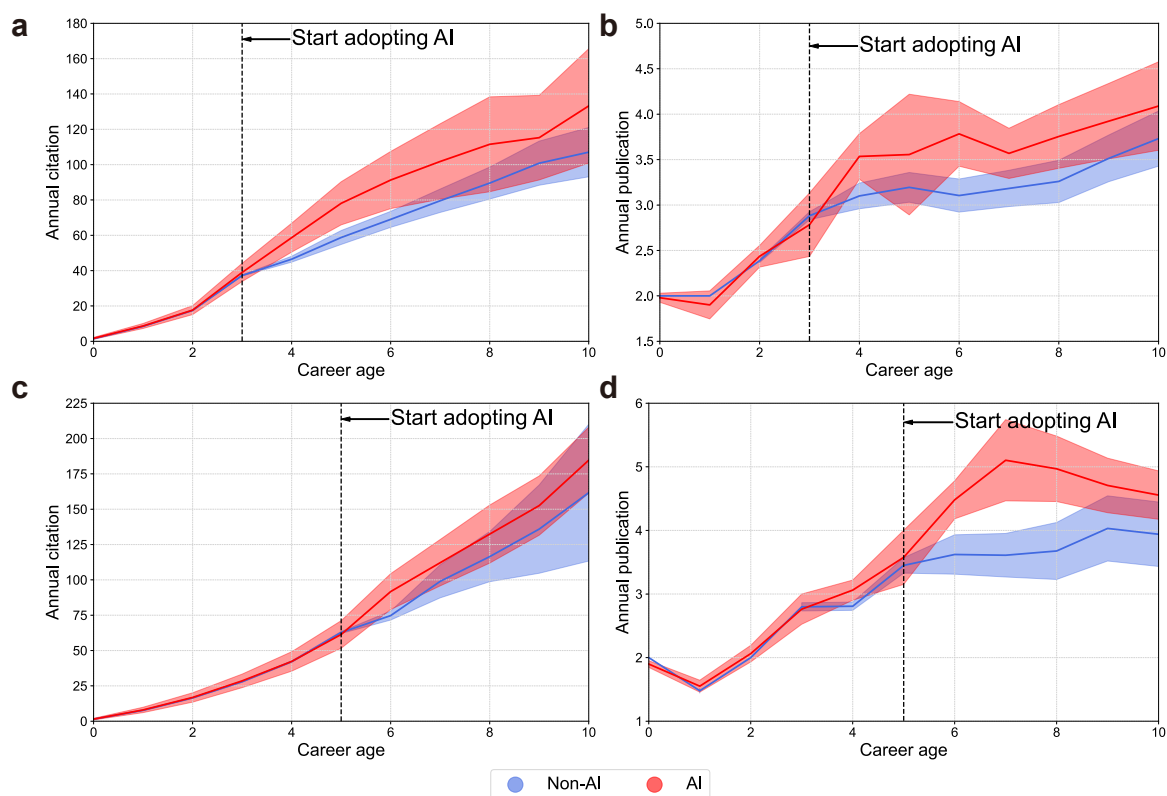 a
180
160
140
120
100
80
60
40
20
0
Annual citation
Start adopting AI
0 2 4 6 8 10
Career age
b
5.0
4.5
4.0
3.5
3.0
2.5
2.0
1.5
Annual publication
Start adopting AI
0 2 4 6 8 10
Career age
c
225
200
175
150
125
100
75
50
25
0
Annual citation
Start adopting AI
0 2 4 6 8 10
Career age
d
6
5
4
3
2
1
Annual publication
Start adopting AI
0 2 4 6 8 10
Career age
Non-AI AI